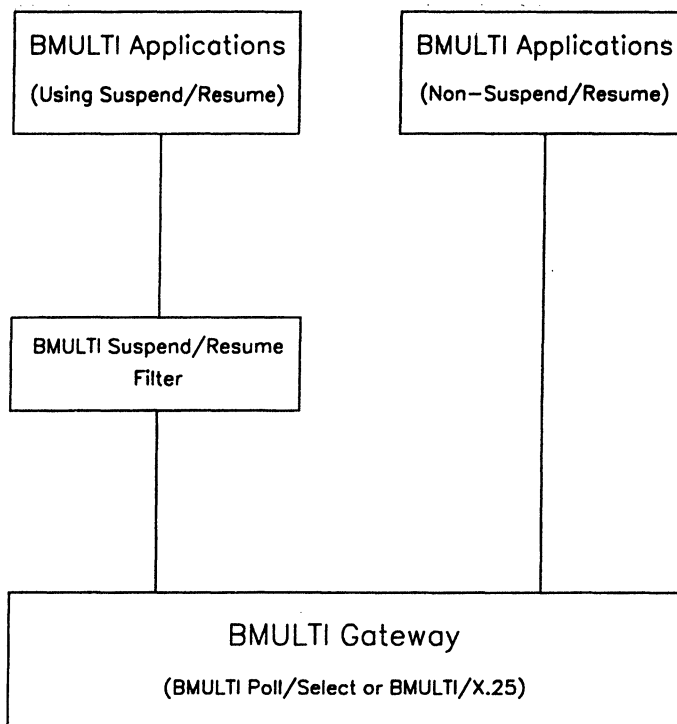 BMULTI Applications
(Using Suspend/Resume)
BMULTI Applications
(Non-Suspend/Resume)
BMULTI Suspend/Resume
Filter
BMULTI Gateway
(BMULTI Poll/Select or BMULTI/X.25)